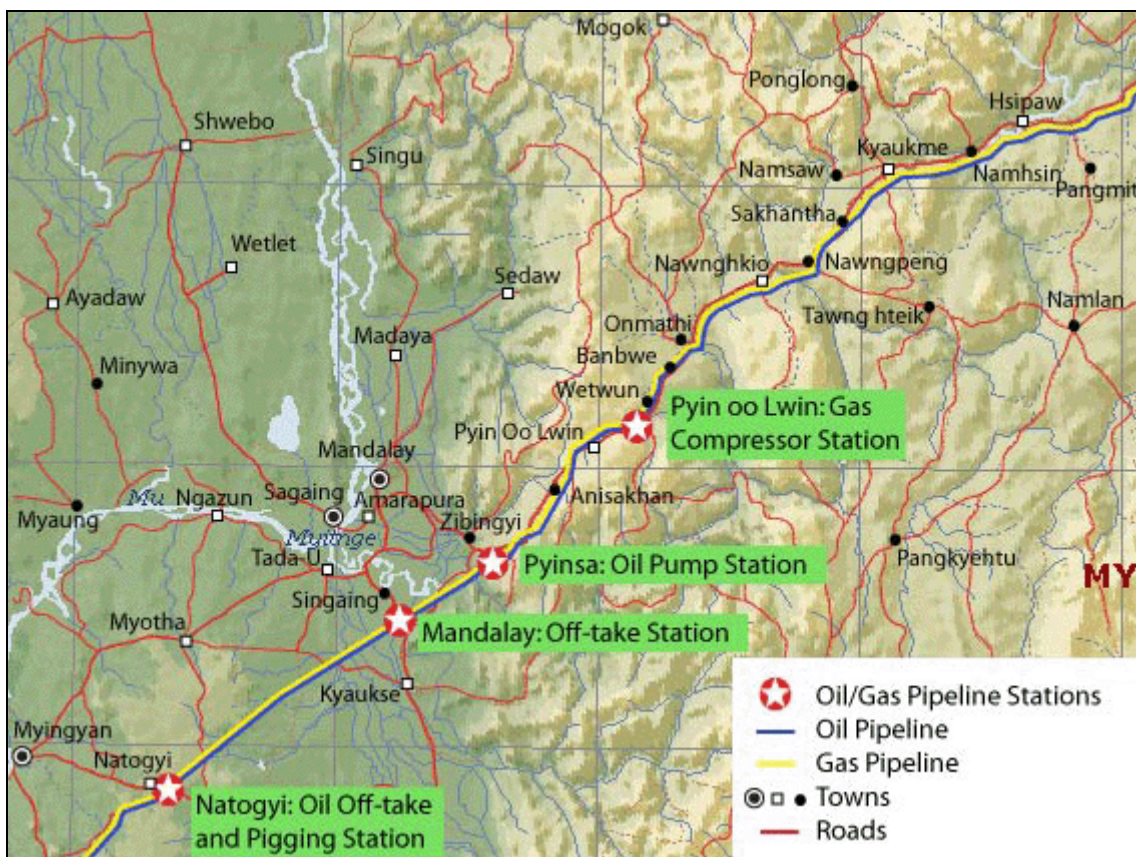 Mogok
Ponglong
Hsipaw
Shwebo
Singu
Kyaukme
Namsaw
Namhsin
Pangmit
Sakhantha
Wetlet
Sedaw
Nawnghkio
Nawngpeng
Ayadaw
Namlan
Tawng hteik
Onmathi
Madaya
Banbwe
Minywa
Wetwun
Pyin oo Lwin: Gas
Compressor Station
Pyin Oo Lwin
Mandalay
Mu
Ngazun
Sagaing
Amarapura
Anisakhan
Myaung
Zibingyi
Myitnge
Tada-U
Pangkyehtu
Pyinsa: Oil Pump Station
MY
Singaing
Myotha
Mandalay: Off-take Station
Kyaukse
Oil/Gas Pipeline Stations
Oil Pipeline
Myingyan
Natogyi
Gas Pipeline
Towns
Natogyi: Oil Off-take
and Pigging Station
Roads